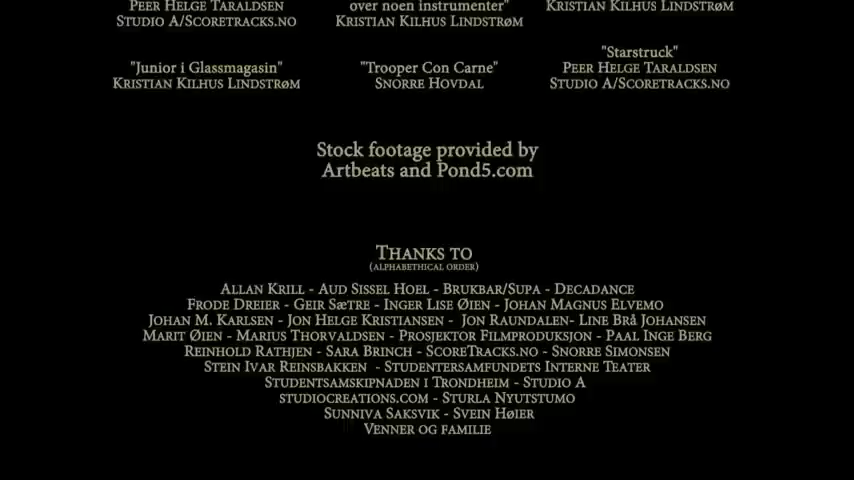 Peer Helge Taraldsen
Studio A/Scoretracks.no
over noen instrumenter"
Kristian Kilhus Lindstrøm
Kristian Kilhus Lindstrøm
"Junior i Glassmagasin"
Kristian Kilhus Lindstrøm
"Trooper Con Carne"
Snorre Hovdal
"Starstruck"
Peer Helge Taraldsen
Studio A/Scoretracks.no
Stock footage provided by
Artbeats and Pond5.com
Thanks to
(alphabethical order)
Allan Krill - Aud Sissel Hoel - Brukbar/Supa - Decadance
Frode Dreier - Geir Sætre - Inger Lise Øien - Johan Magnus Elvemo
Johan M. Karlsen - Jon Helge Kristiansen - Jon Raundalen- Line Brå Johansen
Marit Øien - Marius Thorvaldsen - Prosjektor Filmproduksjon - Paal Inge Berg
Reinhold Rathjen - Sara Brinch - ScoreTracks.no - Snorre Simonsen
Stein Ivar Reinsbakken - Studentersamfundets Interne Teater
Studentsamskipnaden i Trondheim - Studio A
studiocreations.com - Sturla Nyutstumo
Sunniva Saksvik - Svein Høier
Venner og familie